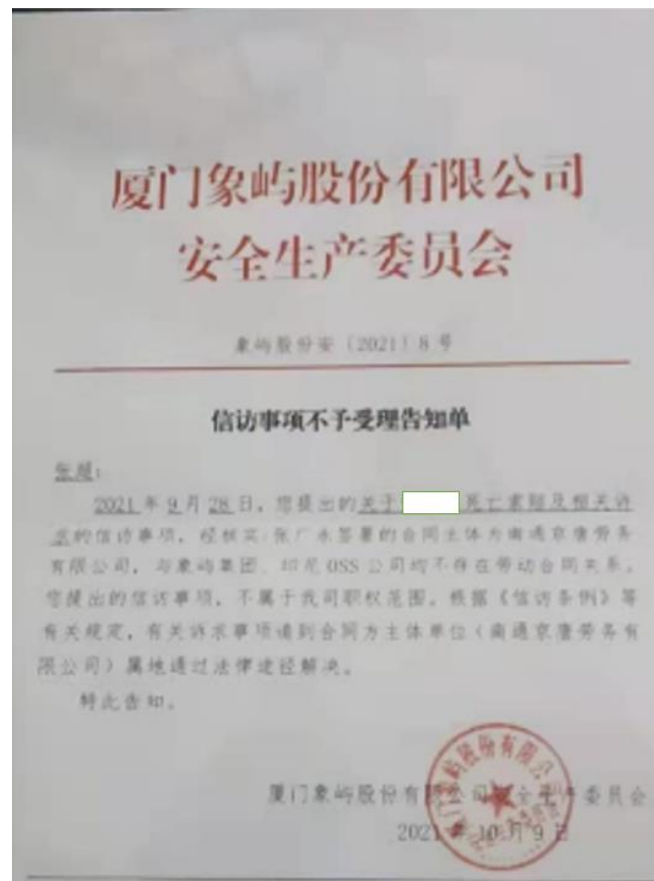 厦门象屿股份有限公司
安全生产委员会
象屿股份安〔2021〕8号
信访事项不予受理告知单
张超:
2021年9月28日,您提出的关于 死亡索赔及相关诉
求的信访事项,经核实:张广永签署的合同主体为南通京唐劳务
有限公司,与象屿集团、印尼OSS公司均不存在劳动合同关系。
您提出的信访事项,不属于我司职权范围。根据《信访条例》等
有关规定,有关诉求事项请到合同方主体单位(南通京唐劳务有
限公司)属地通过法律途径解决。
特此告知。
厦门象屿股份有限公司安全生产委员会
2021年10月9日